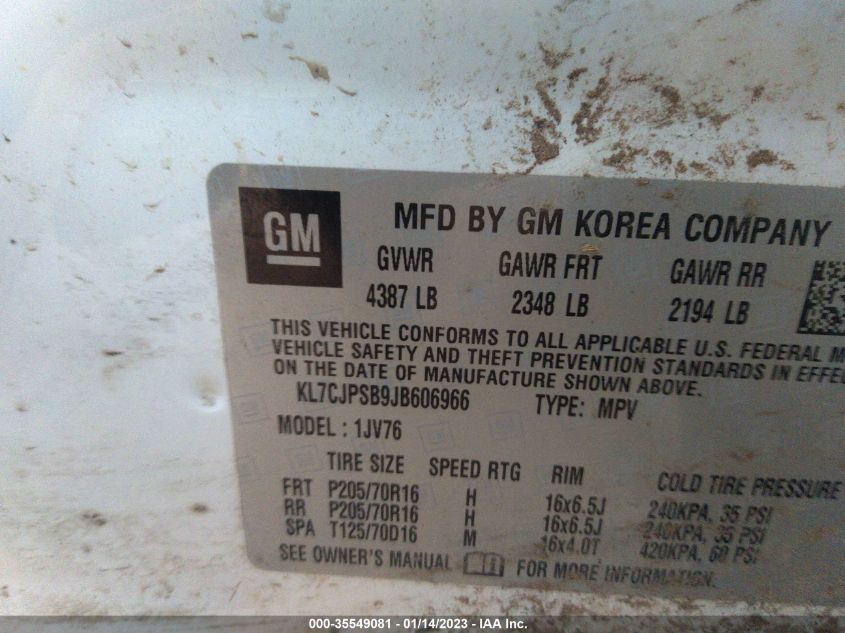 GM
MFD BY GM KOREA COMPANY
GVWR GAWR FRT GAWR RR
4387 LB 2348 LB 2194 LB
THIS VEHICLE CONFORMS TO ALL APPLICABLE U.S. FEDERAL M
VEHICLE SAFETY AND THEFT PREVENTION STANDARDS IN EFFEC
ON THE DATE OF MANUFACTURE SHOWN ABOVE.
KL7CJPSB9JB606966 TYPE: MPV
MODEL: 1JV76
TIRE SIZE SPEED RTG RIM COLD TIRE PRESSURE
FRT P205/70R16 H 16x6.5J 240KPA, 35 PSI
RR P205/70R16 H 16x6.5J 240KPA, 35 PSI
SPA T125/70D16 M 16x4.0T 420KPA, 60 PSI
SEE OWNER'S MANUAL FOR MORE INFORMATION.
000-35549081 - 01/14/2023 - IAA Inc.